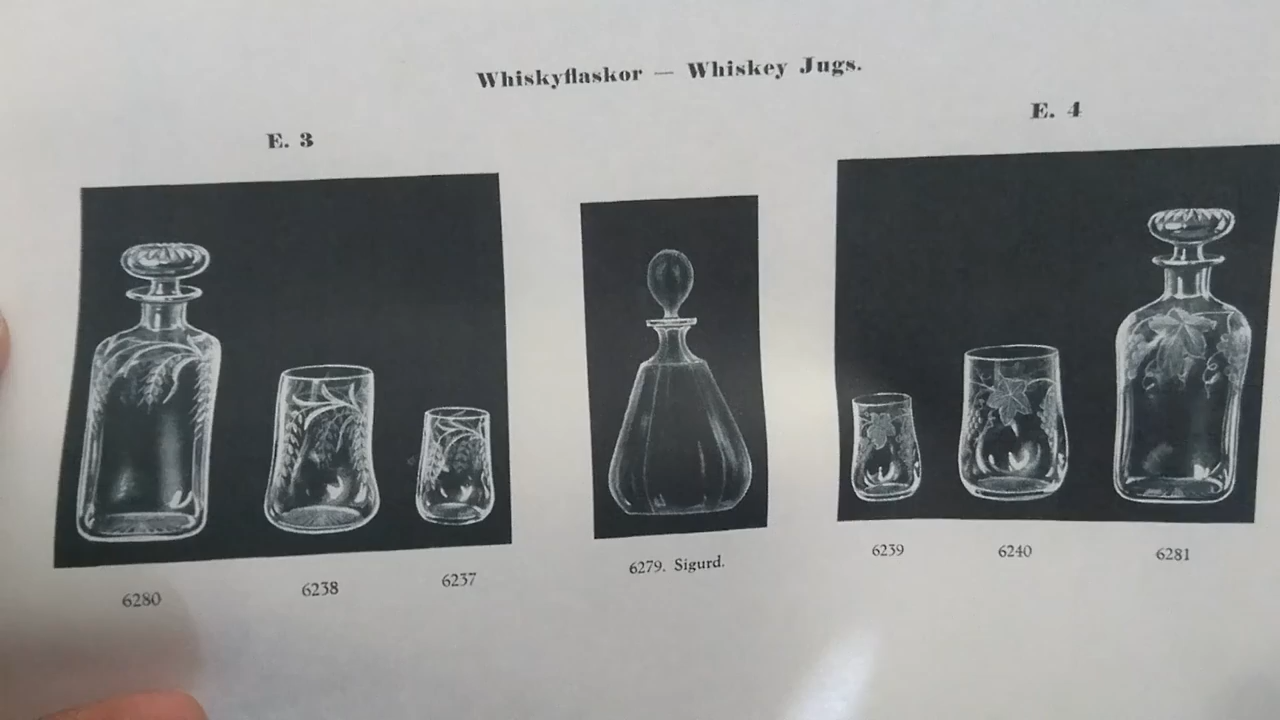 Whiskyflaskor — Whiskey Jugs.
E. 3
E. 4
6280
6238
6237
6279. Sigurd.
6239
6240
6281